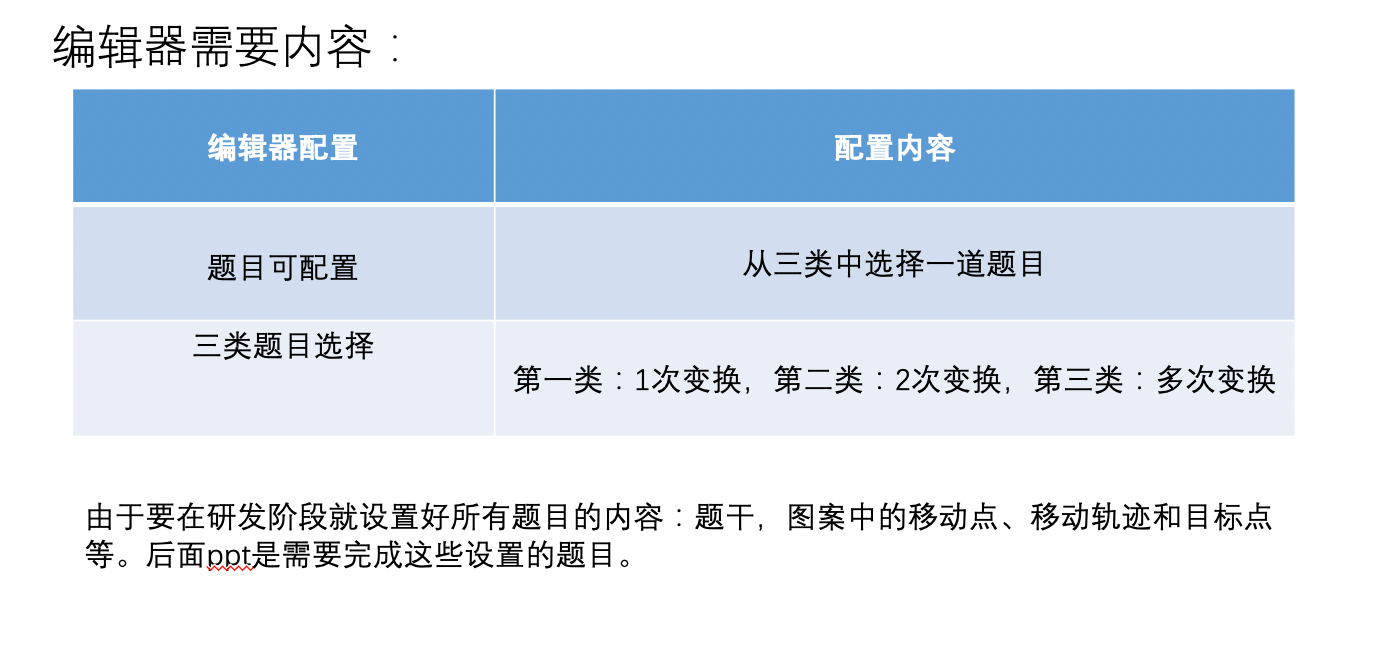 编辑器需要内容：
编辑器配置
配置内容
题目可配置
从三类中选择一道题目
三类题目选择
第一类：1次变换，第二类：2次变换，第三类：多次变换
由于要在研发阶段就设置好所有题目的内容：题干，图案中的移动点、移动轨迹和目标点
等。后面ppt是需要完成这些设置的题目。